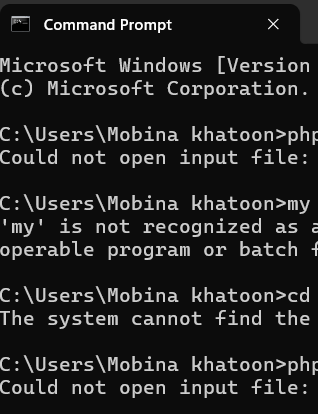 Command Prompt
Microsoft Windows [Version
(c) Microsoft Corporation.
C:\Users\Mobina khatoon>php
Could not open input file:
C:\Users\Mobina khatoon>my
'my' is not recognized as a
operable program or batch f
C:\Users\Mobina khatoon>cd
The system cannot find the
C:\Users\Mobina khatoon>php
Could not open input file: